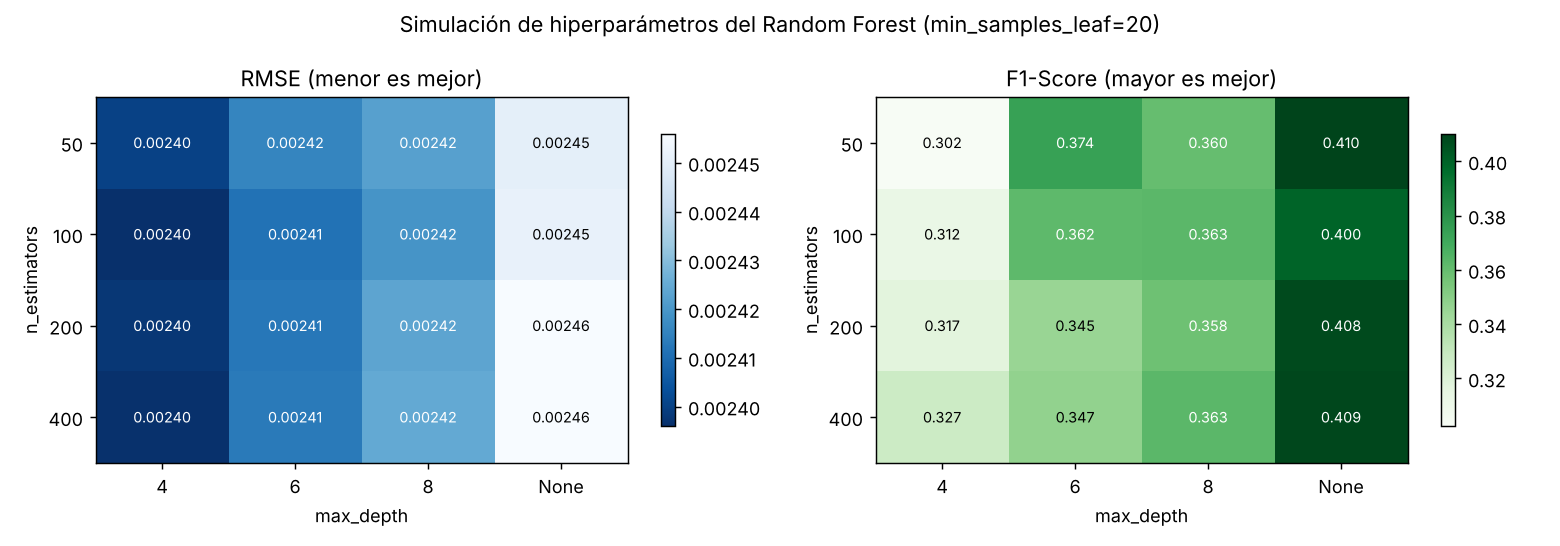 Simulación de hiperparámetros del Random Forest (min_samples_leaf=20)
RMSE (menor es mejor)
n_estimators
50 0.00240 0.00242 0.00242 0.00245
100 0.00240 0.00241 0.00242 0.00245
200 0.00240 0.00241 0.00242 0.00246
400 0.00240 0.00241 0.00242 0.00246
4 6 8 None
max_depth
0.00245
0.00244
0.00243
0.00242
0.00241
0.00240
F1-Score (mayor es mejor)
n_estimators
50 0.302 0.374 0.360 0.410
100 0.312 0.362 0.363 0.400
200 0.317 0.345 0.358 0.408
400 0.327 0.347 0.363 0.409
4 6 8 None
max_depth
0.40
0.38
0.36
0.34
0.32